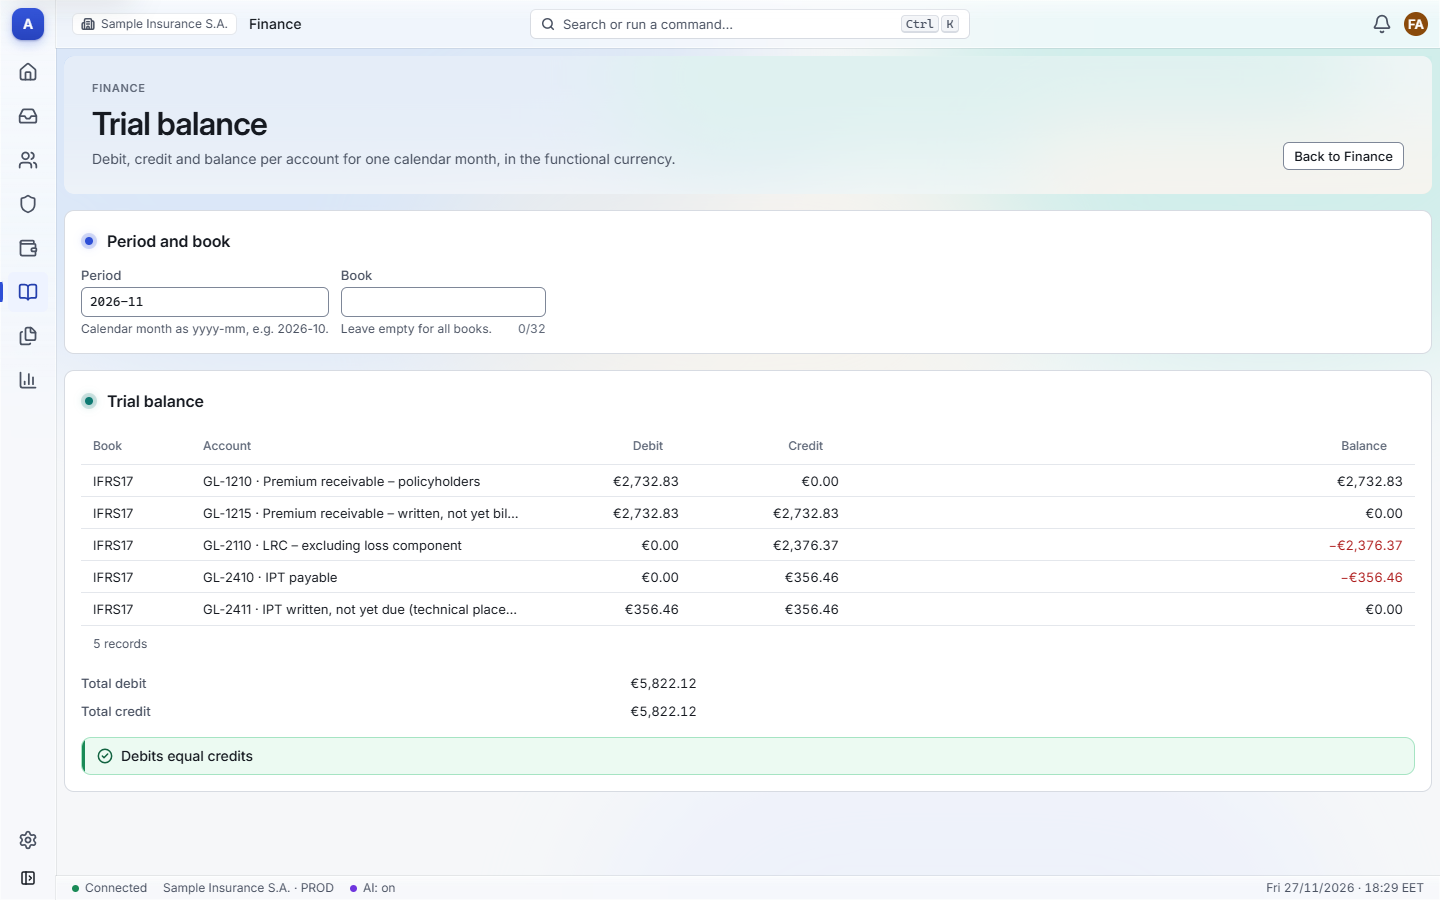 A
Sample Insurance S.A.
Finance
Search or run a command...
Ctrl K
FA
FINANCE
Trial balance
Debit, credit and balance per account for one calendar month, in the functional currency.
Back to Finance
Period and book
Period
Book
2026-11
Calendar month as yyyy-mm, e.g. 2026-10.
Leave empty for all books.
0/32
Trial balance
Book Account Debit Credit Balance
IFRS17 GL-1210 · Premium receivable – policyholders €2,732.83 €0.00 €2,732.83
IFRS17 GL-1215 · Premium receivable – written, not yet bil... €2,732.83 €2,732.83 €0.00
IFRS17 GL-2110 · LRC – excluding loss component €0.00 €2,376.37 −€2,376.37
IFRS17 GL-2410 · IPT payable €0.00 €356.46 −€356.46
IFRS17 GL-2411 · IPT written, not yet due (technical place... €356.46 €356.46 €0.00
5 records
Total debit €5,822.12
Total credit €5,822.12
Debits equal credits
Connected
Sample Insurance S.A. · PROD
AI: on
Fri 27/11/2026 · 18:29 EET